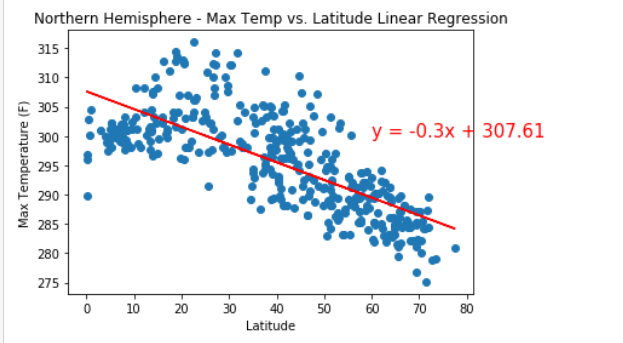 Northern Hemisphere - Max Temp vs. Latitude Linear Regression
315
310
305
300
295
290
285
280
275
Max Temperature (F)
y = -0.3x + 307.61
0 10 20 30 40 50 60 70 80
Latitude